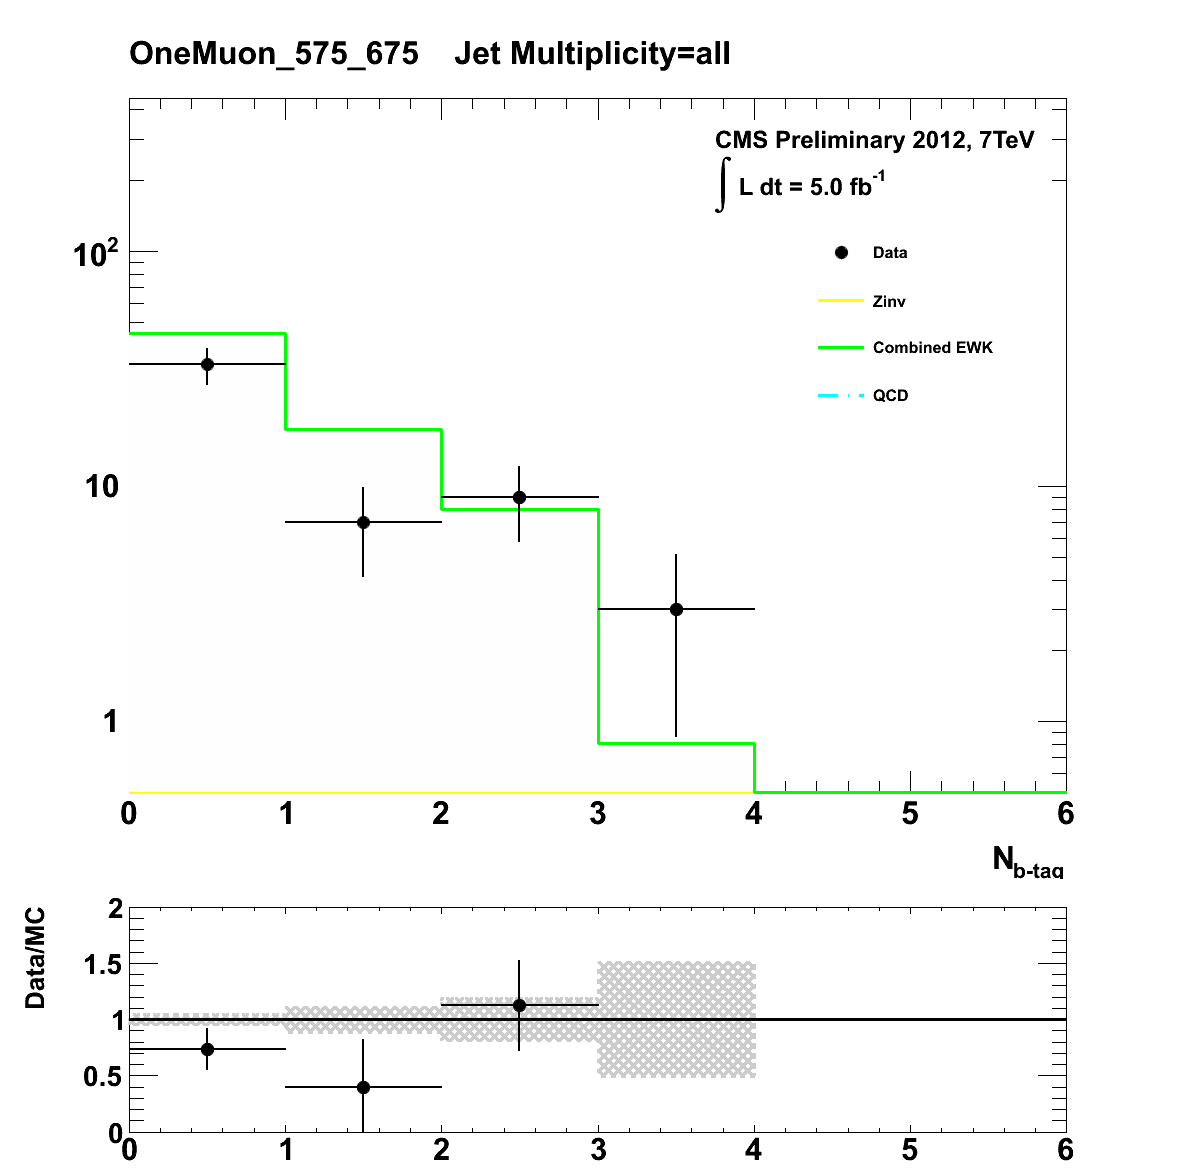 OneMuon_575_675 Jet Multiplicity=all
CMS Preliminary 2012, 7TeV
∫ L dt = 5.0 fb⁻¹
Data
Zinv
Combined EWK
QCD
10²
10
1
0 1 2 3 4 5 6
N_b-tag
Data/MC
2
1.5
1
0.5
0
0 1 2 3 4 5 6